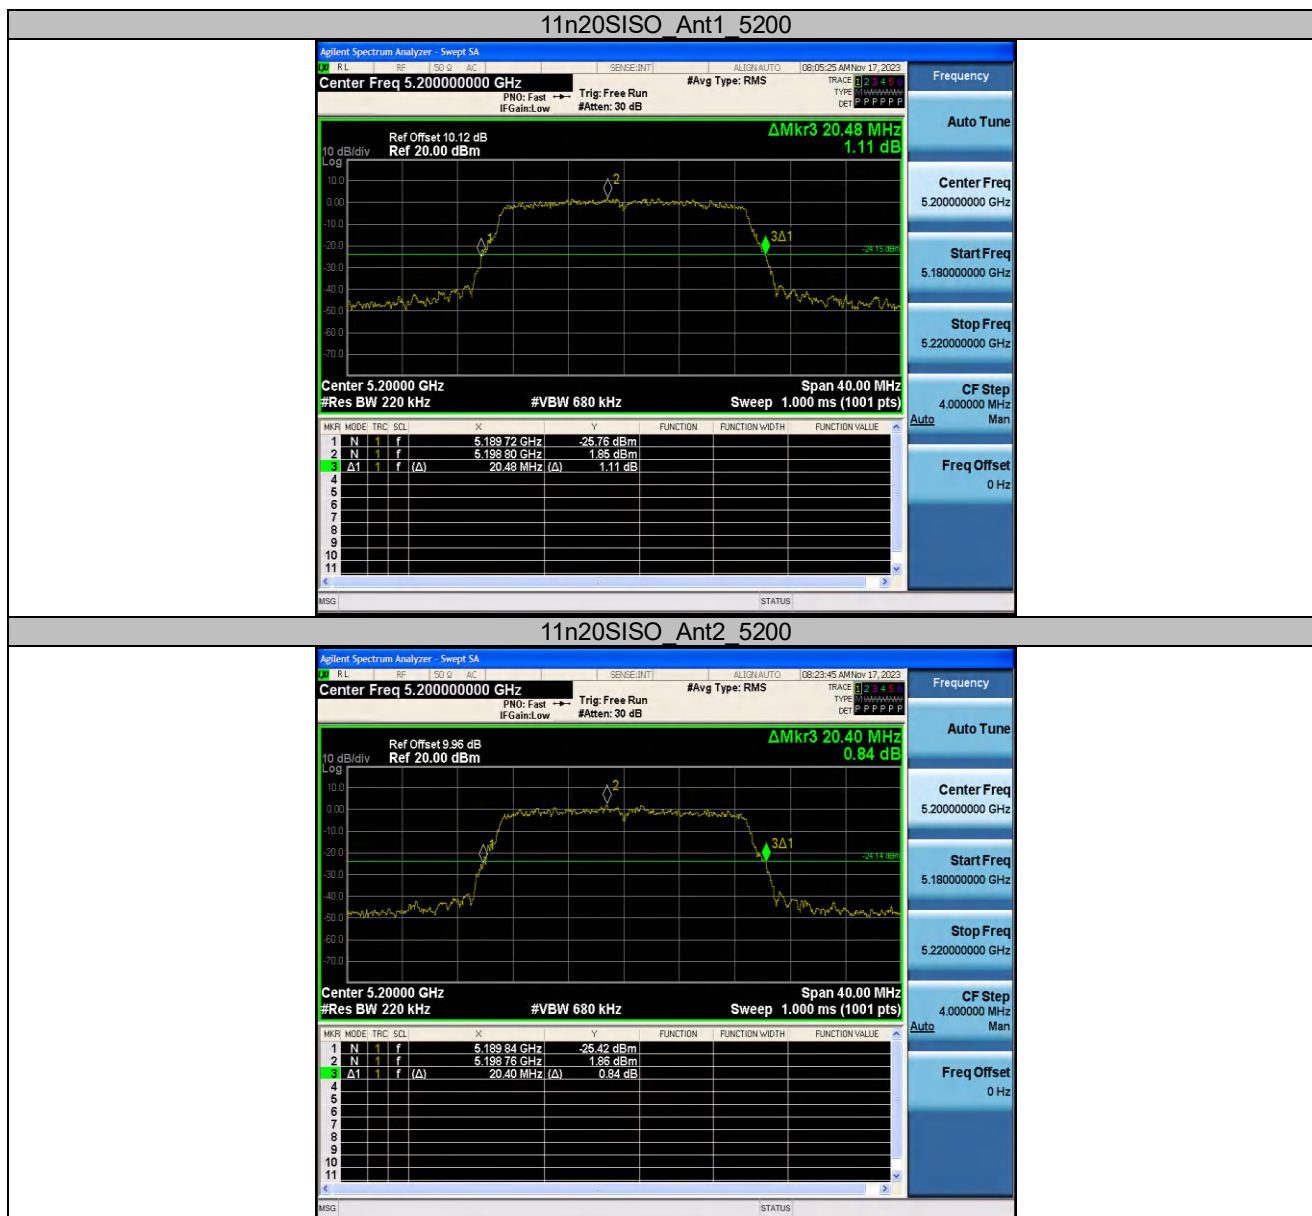 11n20SISO_Ant1_5200
Agilent Spectrum Analyzer - Swept SA
RL RF 50 Ω AC SENSE:INT ALIGN AUTO 08:05:25 AM Nov 17, 2023
Center Freq 5.200000000 GHz
#Avg Type: RMS
TRACE 1 2 3 4 5 6
PNO: Fast Trig: Free Run
TYPE M
IFGain:Low #Atten: 30 dB
DET P P P P P P
Frequency
ΔMkr3 20.48 MHz
1.11 dB
Ref Offset 10.12 dB
10 dB/div Ref 20.00 dBm
Log
10.0
0.00
-10.0
-20.0
-30.0
-40.0
-50.0
-60.0
-70.0
1
2
3Δ1
-24.15 dBm
Center 5.20000 GHz Span 40.00 MHz
#Res BW 220 kHz #VBW 680 kHz Sweep 1.000 ms (1001 pts)
MKR MODE TRC SCL X Y FUNCTION FUNCTION WIDTH FUNCTION VALUE
1 N 1 f 5.189 72 GHz -25.76 dBm
2 N 1 f 5.198 80 GHz 1.85 dBm
3 Δ1 1 f (Δ) 20.48 MHz (Δ) 1.11 dB
4
5
6
7
8
9
10
11
MSG STATUS
Auto Tune
Center Freq
5.200000000 GHz
Start Freq
5.180000000 GHz
Stop Freq
5.220000000 GHz
CF Step
4.000000 MHz
Auto Man
Freq Offset
0 Hz
11n20SISO_Ant2_5200
Agilent Spectrum Analyzer - Swept SA
RL RF 50 Ω AC SENSE:INT ALIGN AUTO 08:23:45 AM Nov 17, 2023
Center Freq 5.200000000 GHz
#Avg Type: RMS
TRACE 1 2 3 4 5 6
PNO: Fast Trig: Free Run
TYPE M
IFGain:Low #Atten: 30 dB
DET P P P P P P
Frequency
ΔMkr3 20.40 MHz
0.84 dB
Ref Offset 9.96 dB
10 dB/div Ref 20.00 dBm
Log
10.0
0.00
-10.0
-20.0
-30.0
-40.0
-50.0
-60.0
-70.0
1
2
3Δ1
-24.14 dBm
Center 5.20000 GHz Span 40.00 MHz
#Res BW 220 kHz #VBW 680 kHz Sweep 1.000 ms (1001 pts)
MKR MODE TRC SCL X Y FUNCTION FUNCTION WIDTH FUNCTION VALUE
1 N 1 f 5.189 84 GHz -25.42 dBm
2 N 1 f 5.198 76 GHz 1.86 dBm
3 Δ1 1 f (Δ) 20.40 MHz (Δ) 0.84 dB
4
5
6
7
8
9
10
11
MSG STATUS
Auto Tune
Center Freq
5.200000000 GHz
Start Freq
5.180000000 GHz
Stop Freq
5.220000000 GHz
CF Step
4.000000 MHz
Auto Man
Freq Offset
0 Hz